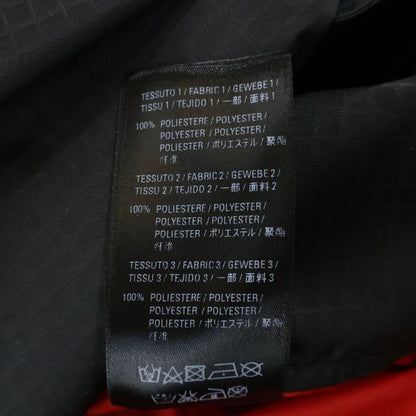 TESSUTO 1 / FABRIC 1 / GEWEBE 1 /
TISSU 1 / TEJIDO 1 / 一部 / 面料 1
100% POLIESTERE / POLYESTER /
POLYESTER / POLYESTER /
POLIESTER / ポリエステル / 聚酯
纤维
TESSUTO 2 / FABRIC 2 / GEWEBE 2 /
TISSU 2 / TEJIDO 2 / 一部 / 面料 2
100% POLIESTERE / POLYESTER /
POLYESTER / POLYESTER /
POLIESTER / ポリエステル / 聚酯
纤维
TESSUTO 3 / FABRIC 3 / GEWEBE 3 /
TISSU 3 / TEJIDO 3 / 一部 / 面料 3
100% POLIESTERE / POLYESTER /
POLYESTER / POLYESTER /
POLIESTER / ポリエステル / 聚酯
纤维